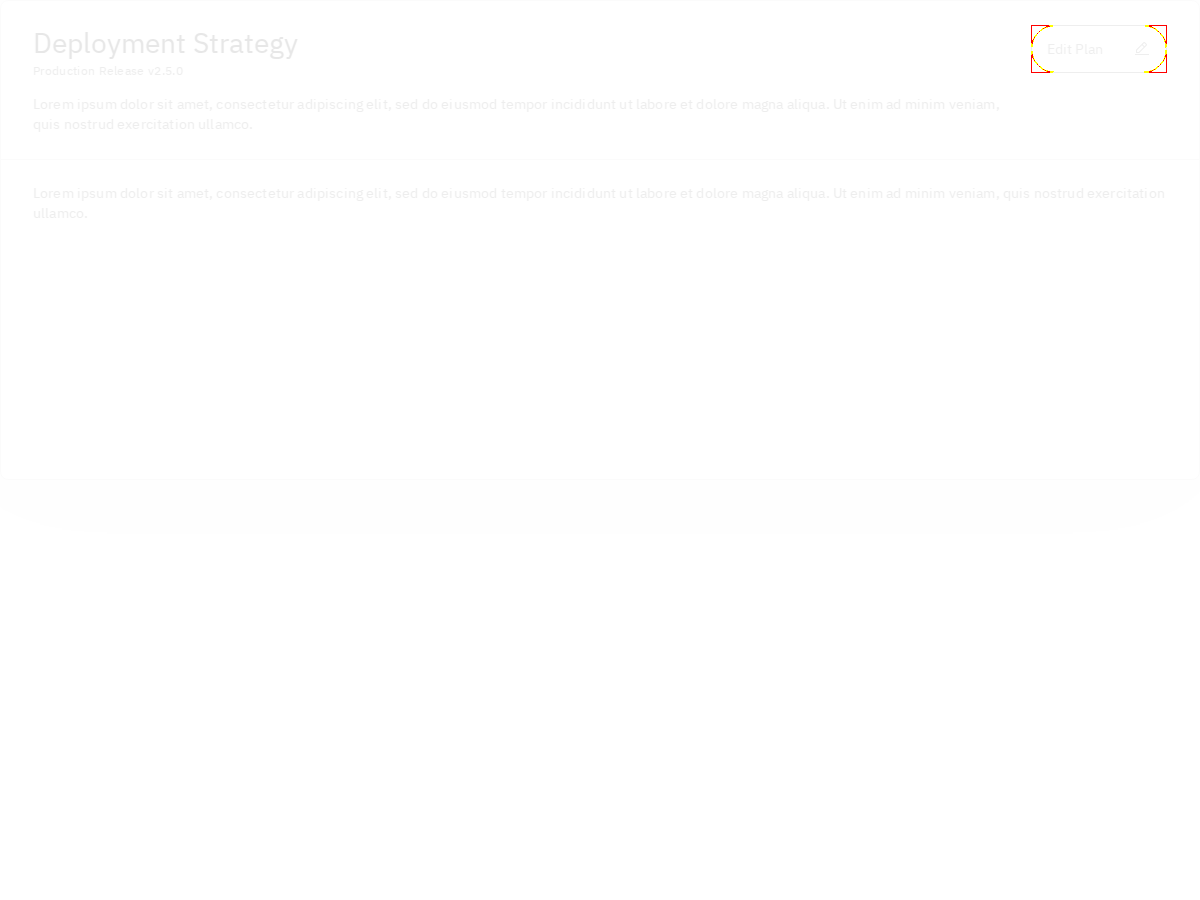 Deployment Strategy
Edit Plan
Production Release v2.5.0
Lorem ipsum dolor sit amet, consectetur adipiscing elit, sed do eiusmod tempor incididunt ut labore et dolore magna aliqua. Ut enim ad minim veniam,
quis nostrud exercitation ullamco.
Lorem ipsum dolor sit amet, consectetur adipiscing elit, sed do eiusmod tempor incididunt ut labore et dolore magna aliqua. Ut enim ad minim veniam, quis nostrud exercitation
ullamco.